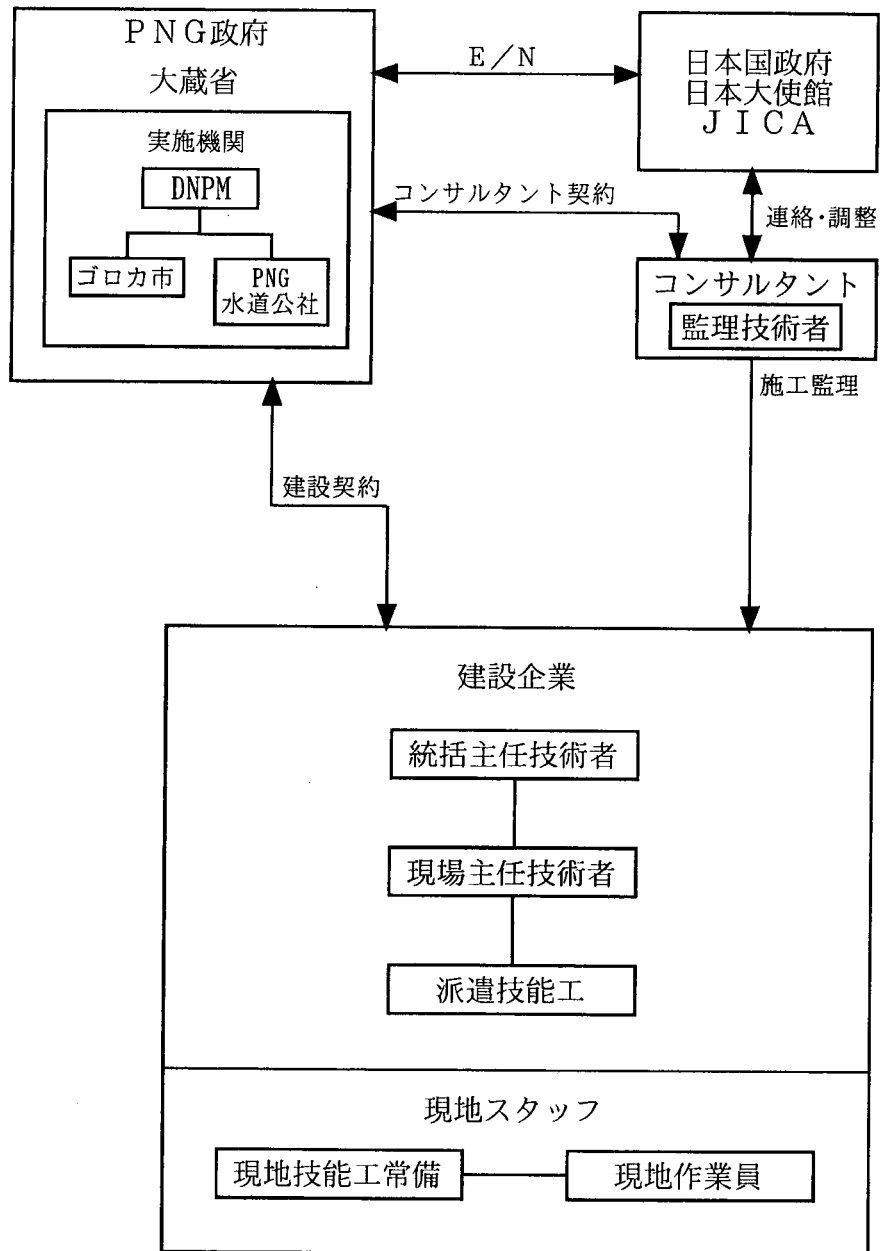 PNG政府
大蔵省
実施機関
DNPM
ゴロカ市
PNG
水道公社
E/N
日本国政府
日本大使館
JICA
コンサルタント契約
連絡・調整
コンサルタント
監理技術者
施工監理
建設契約
建設企業
統括主任技術者
現場主任技術者
派遣技能工
現地スタッフ
現地技能工常備
現地作業員